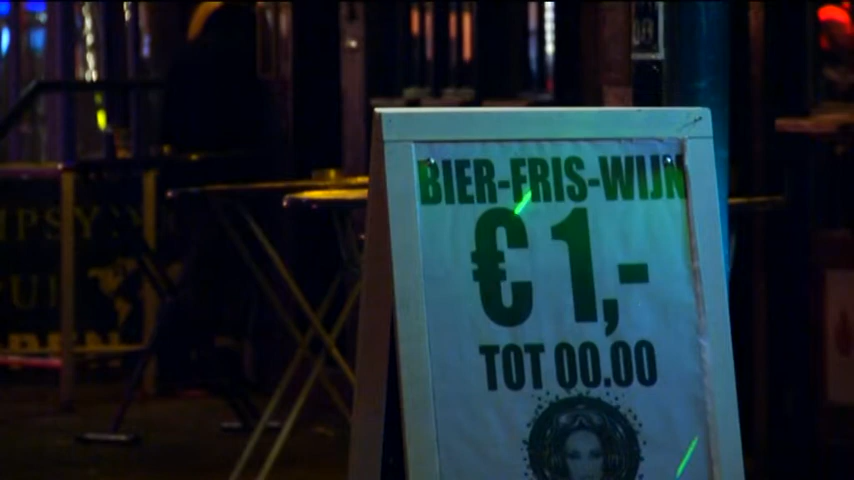 BIER-FRIS-WIJN
€ 1,-
TOT 00.00